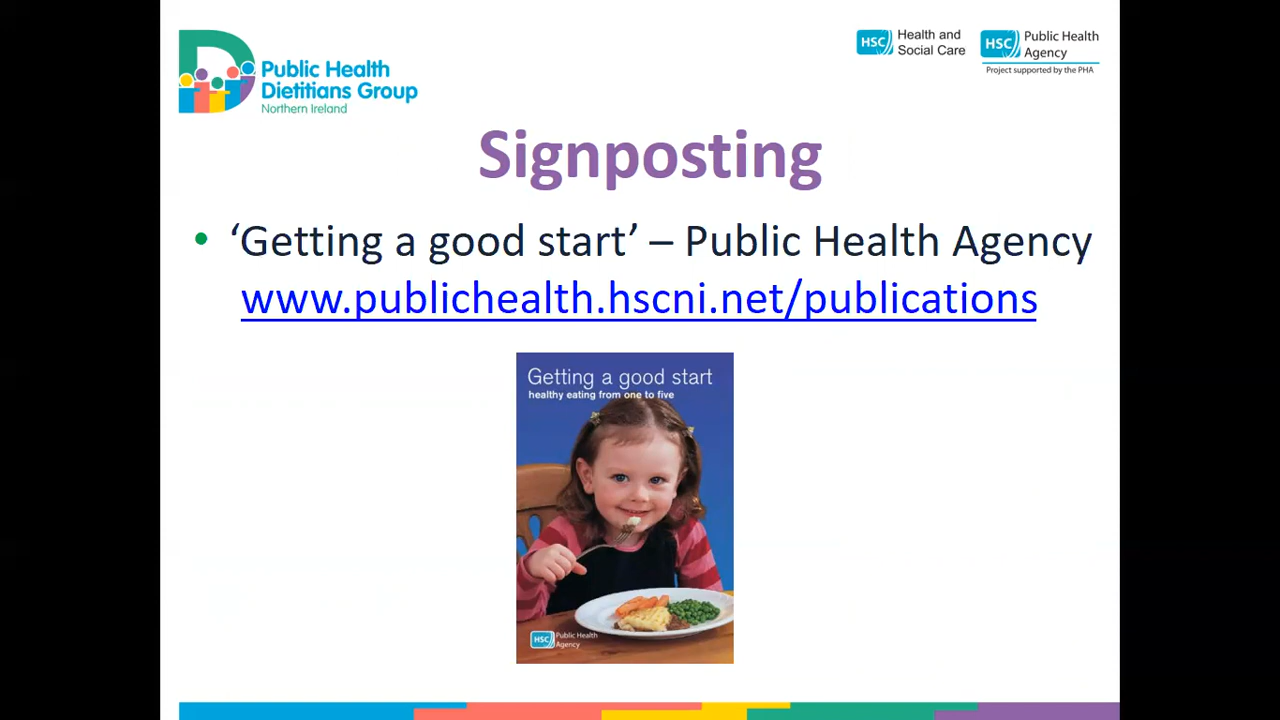 Public Health
Dietitians Group
Northern Ireland
HSC Health and
Social Care
HSC Public Health
Agency
Project supported by the PHA
Signposting
• ‘Getting a good start’ – Public Health Agency
www.publichealth.hscni.net/publications
Getting a good start
healthy eating from one to five
HSC Public Health
Agency